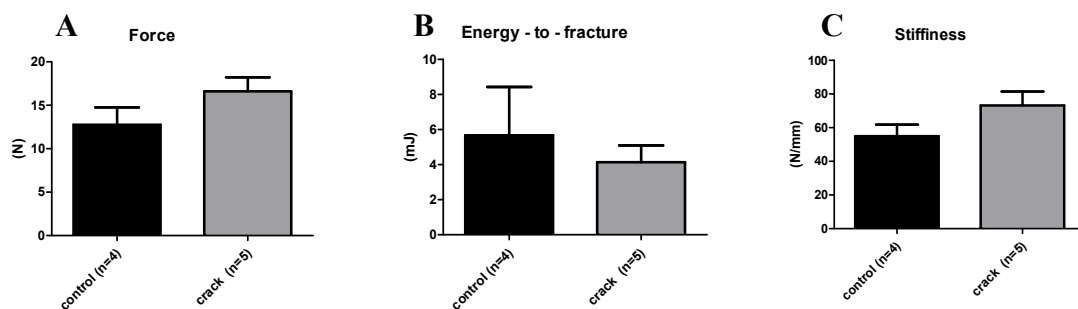 A
Force
(N)
20
15
10
5
0
control (n=4)
crack (n=5)
B
Energy - to - fracture
(mJ)
10
8
6
4
2
0
control (n=4)
crack (n=5)
C
Stiffiness
(N/mm)
100
80
60
40
20
0
control (n=4)
crack (n=5)